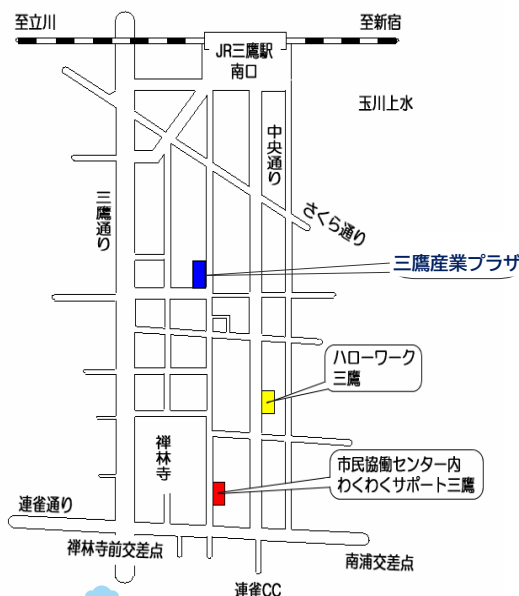 至立川
至新宿
JR三鷹駅
南口
玉川上水
中央通り
三鷹通り
さくら通り
三鷹産業プラザ
ハローワーク
三鷹
禅林寺
市民協働センター内
わくわくサポート三鷹
連雀通り
禅林寺前交差点
南浦交差点
連雀CC